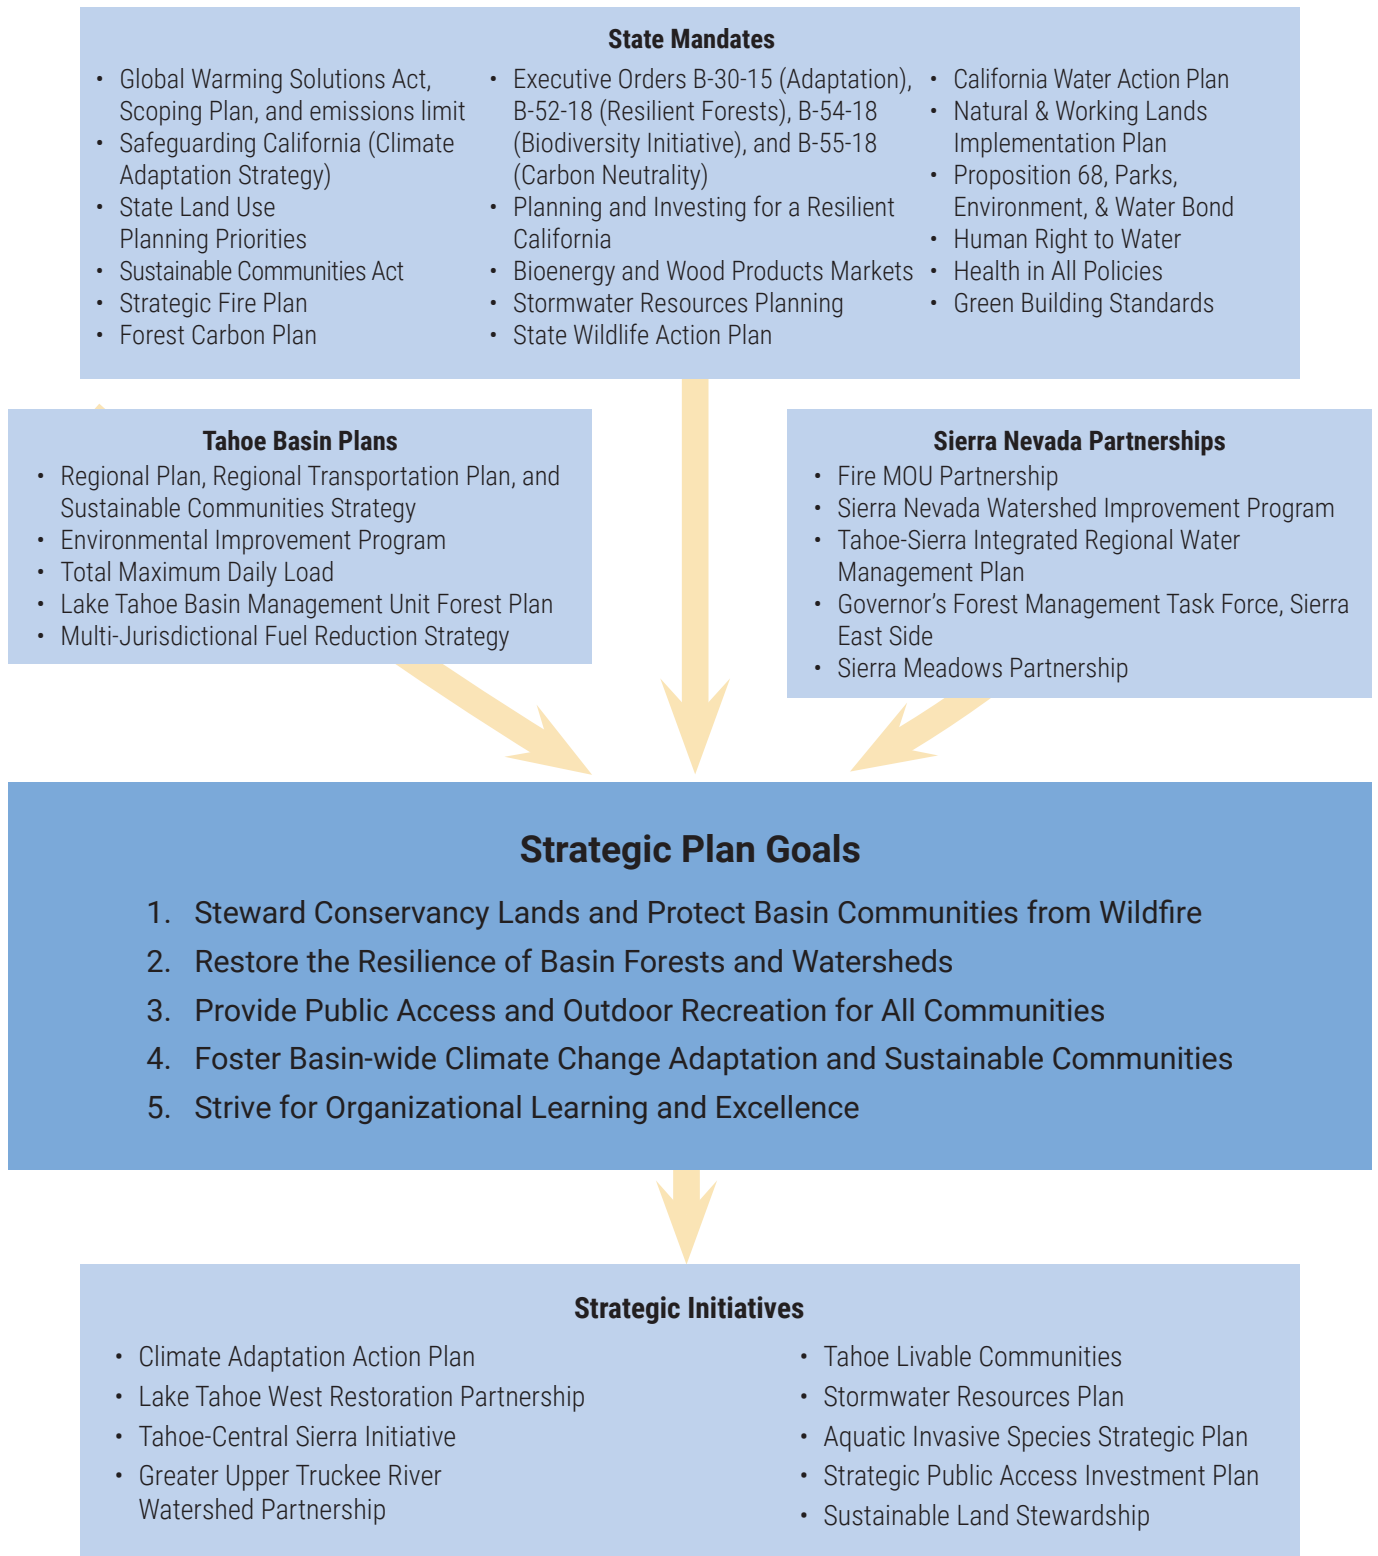 State Mandates
• Global Warming Solutions Act,
Scoping Plan, and emissions limit
• Safeguarding California (Climate
Adaptation Strategy)
• State Land Use
Planning Priorities
• Sustainable Communities Act
• Strategic Fire Plan
• Forest Carbon Plan
• Executive Orders B-30-15 (Adaptation),
B-52-18 (Resilient Forests), B-54-18
(Biodiversity Initiative), and B-55-18
(Carbon Neutrality)
• Planning and Investing for a Resilient
California
• Bioenergy and Wood Products Markets
• Stormwater Resources Planning
• State Wildlife Action Plan
• California Water Action Plan
• Natural & Working Lands
Implementation Plan
• Proposition 68, Parks,
Environment, & Water Bond
• Human Right to Water
• Health in All Policies
• Green Building Standards
Tahoe Basin Plans
• Regional Plan, Regional Transportation Plan, and
Sustainable Communities Strategy
• Environmental Improvement Program
• Total Maximum Daily Load
• Lake Tahoe Basin Management Unit Forest Plan
• Multi-Jurisdictional Fuel Reduction Strategy
Sierra Nevada Partnerships
• Fire MOU Partnership
• Sierra Nevada Watershed Improvement Program
• Tahoe-Sierra Integrated Regional Water
Management Plan
• Governor’s Forest Management Task Force, Sierra
East Side
• Sierra Meadows Partnership
Strategic Plan Goals
1. Steward Conservancy Lands and Protect Basin Communities from Wildfire
2. Restore the Resilience of Basin Forests and Watersheds
3. Provide Public Access and Outdoor Recreation for All Communities
4. Foster Basin-wide Climate Change Adaptation and Sustainable Communities
5. Strive for Organizational Learning and Excellence
Strategic Initiatives
• Climate Adaptation Action Plan
• Lake Tahoe West Restoration Partnership
• Tahoe-Central Sierra Initiative
• Greater Upper Truckee River
Watershed Partnership
• Tahoe Livable Communities
• Stormwater Resources Plan
• Aquatic Invasive Species Strategic Plan
• Strategic Public Access Investment Plan
• Sustainable Land Stewardship